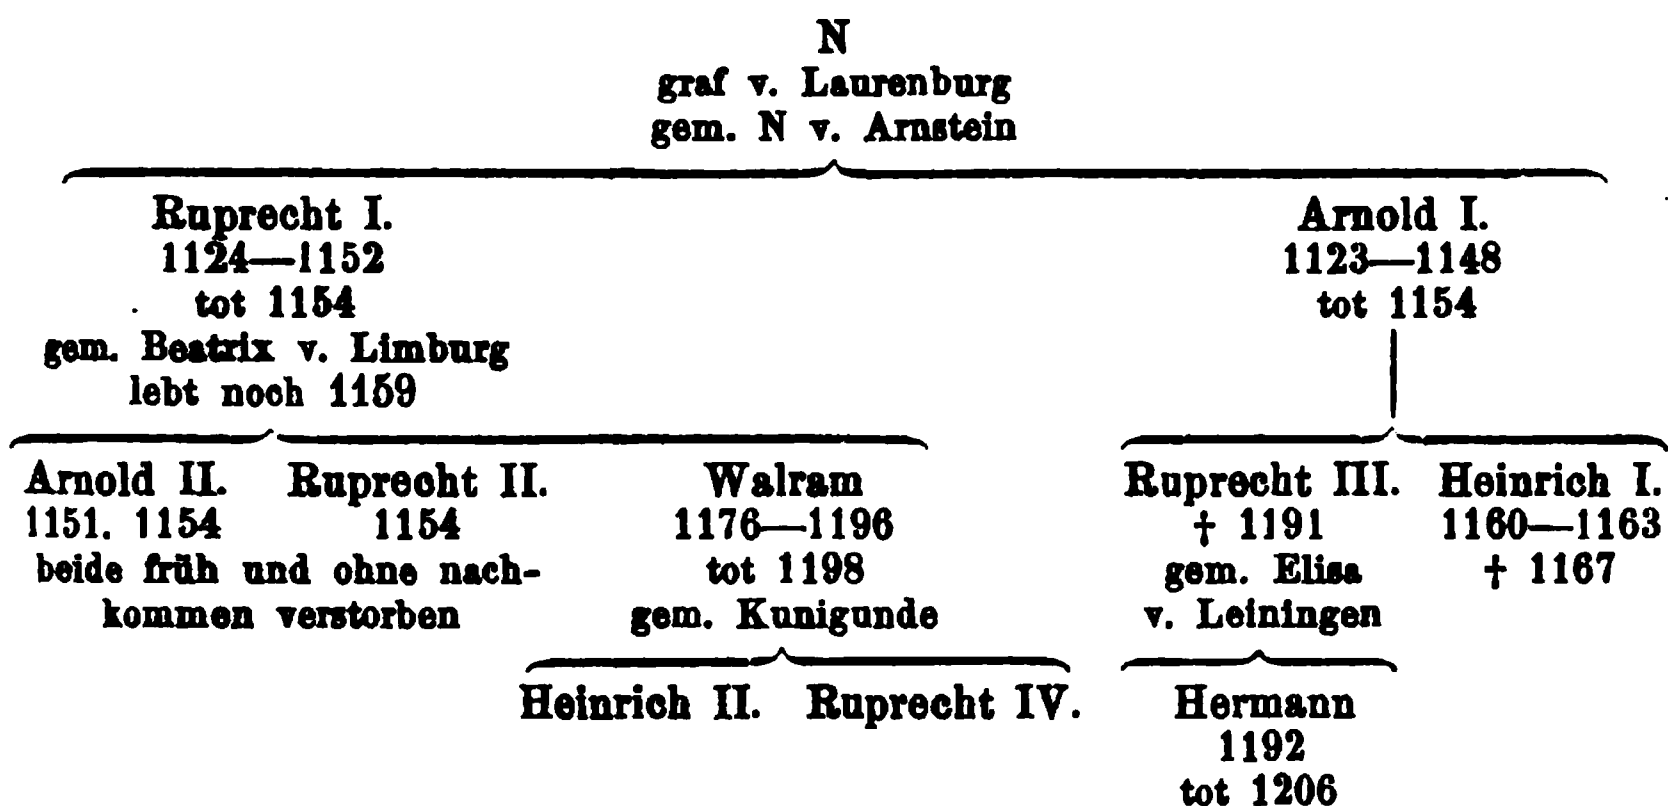 N
graf v. Laurenburg
gem. N v. Arnstein
Ruprecht I.
1124—1152
tot 1154
gem. Beatrix v. Limburg
lebt noch 1159
Arnold I.
1123—1148
tot 1154
Arnold II.
1151. 1154
Ruprecht II.
1154
beide früh und ohne nach-
kommen verstorben
Walram
1176—1196
tot 1198
gem. Kunigunde
Ruprecht III.
† 1191
gem. Elisa
v. Leiningen
Heinrich I.
1160—1163
† 1167
Heinrich II.
Ruprecht IV.
Hermann
1192
tot 1206